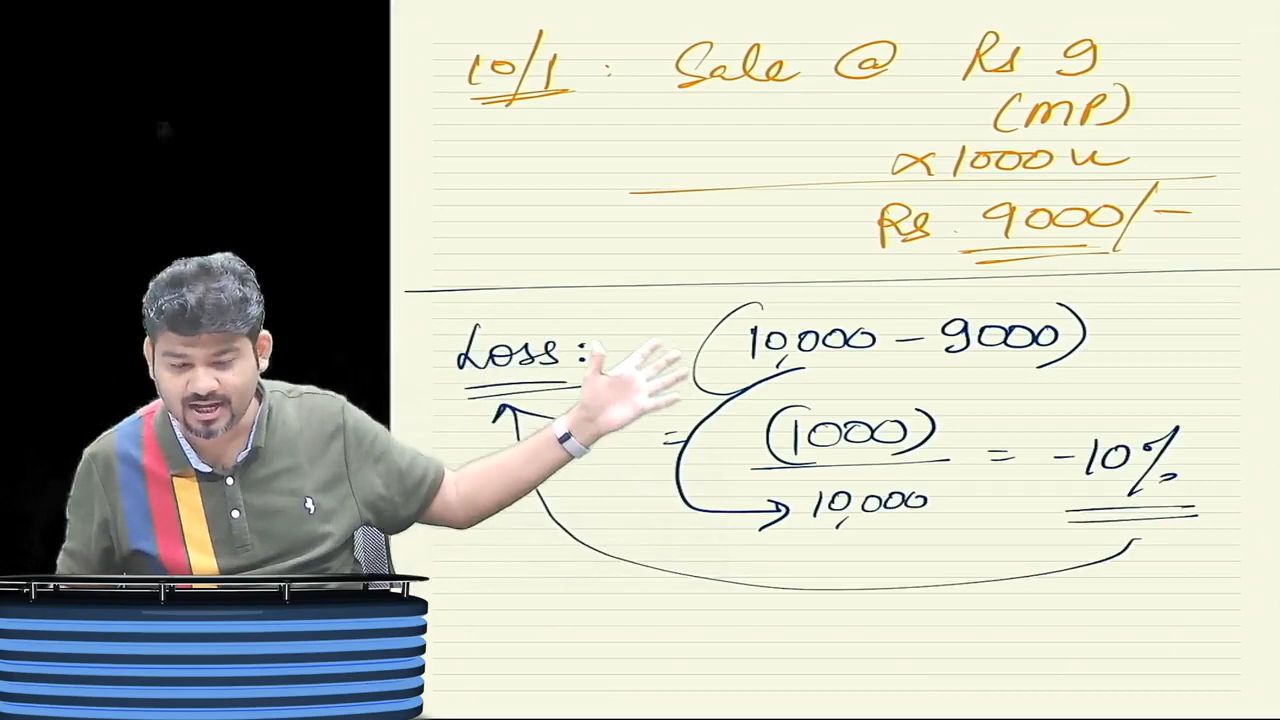 10/1 : Sale @ Rs 9
(MP)
× 1000 u
Rs. 9000/-
Loss : (10,000 - 9000)
= (1000) = -10%
10,000